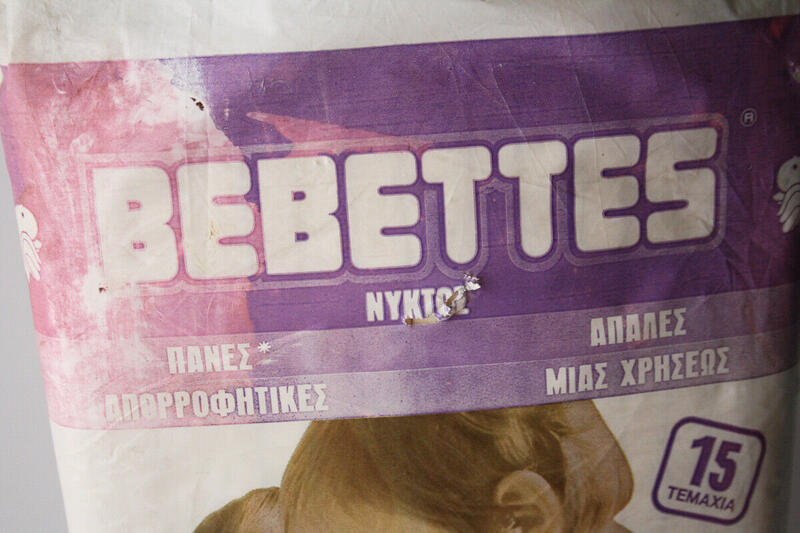 BEBETTES ®
ΝΥΚΤΟΣ
ΠΑΝΕΣ*
ΑΠΟΡΡΟΦΗΤΙΚΕΣ
ΑΠΑΛΕΣ
ΜΙΑΣ ΧΡΗΣΕΩΣ
15
ΤΕΜΑΧΙΑ